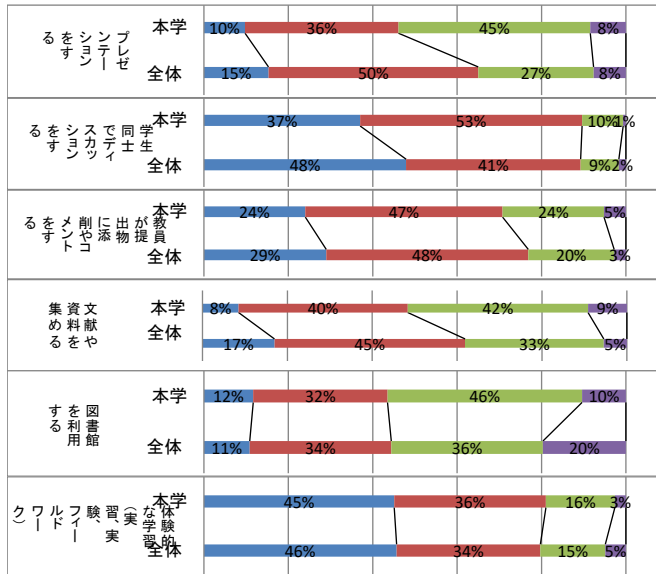 プレゼ
ンテー
ション
をす
る
本学
10% 36% 45% 8%
全体
15% 50% 27% 8%
学生
同士
でディ
スカッ
ション
をす
る
本学
37% 53% 10% 1%
全体
48% 41% 9% 2%
教員
が提
出物
に添
削やコ
メント
をす
る
本学
24% 47% 24% 5%
全体
29% 48% 20% 3%
文献や
資料を
集める
本学
8% 40% 42% 9%
全体
17% 45% 33% 5%
図書館
を利用
する
本学
12% 32% 46% 10%
全体
11% 34% 36% 20%
体験的
な学習
（実
習、実
験、
フィー
ルド
ワー
ク）
本学
45% 36% 16% 3%
全体
46% 34% 15% 5%